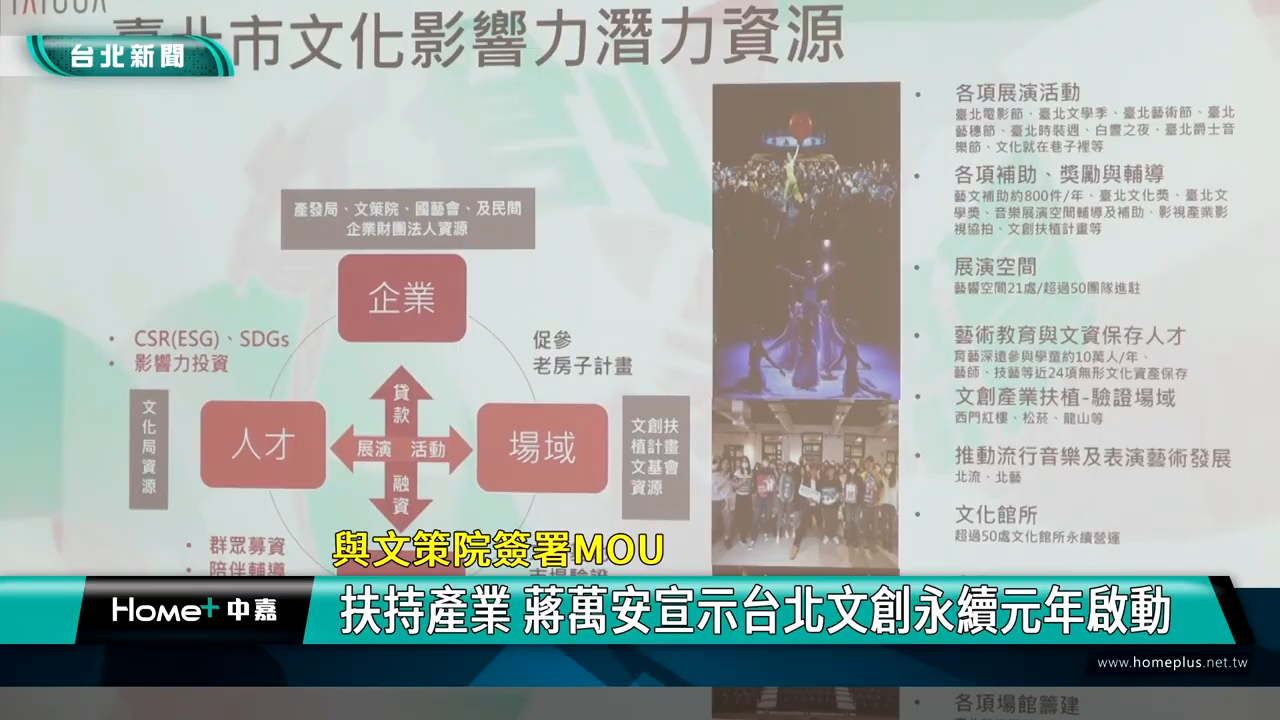 臺北市文化影響力潛力資源
台北新聞
產發局、文策院、國藝會、及民間
企業財團法人資源
企業
• CSR(ESG)、SDGs
• 影響力投資
促參
老房子計畫
文化局資源
人才
貸款
展演 活動
融資
場域
文創扶
植計畫
文基會
資源
• 群眾募資
• 陪伴輔導
• 各項展演活動
臺北電影節、臺北文學季、臺北藝術節、臺北
藝穗節、臺北時裝週、白晝之夜、臺北爵士音
樂節、文化就在巷子裡等
• 各項補助、獎勵與輔導
藝文補助約800件/年、臺北文化獎、臺北文
學獎、音樂展演空間輔導及補助、影視產業影
視協拍、文創扶植計畫等
• 展演空間
藝響空間21處/超過50團隊進駐
• 藝術教育與文資保存人才
育藝深遠參與學童約10萬人/年、
藝師、技藝等近24項無形文化資產保存
• 文創產業扶植-驗證場域
西門紅樓、松菸、龍山等
• 推動流行音樂及表演藝術發展
北流、北藝
• 文化館所
超過50處文化館所永續營運
與文策院簽署MOU
Home+ 中嘉
扶持產業 蔣萬安宣示台北文創永續元年啟動
www.homeplus.net.tw
各項場館籌建